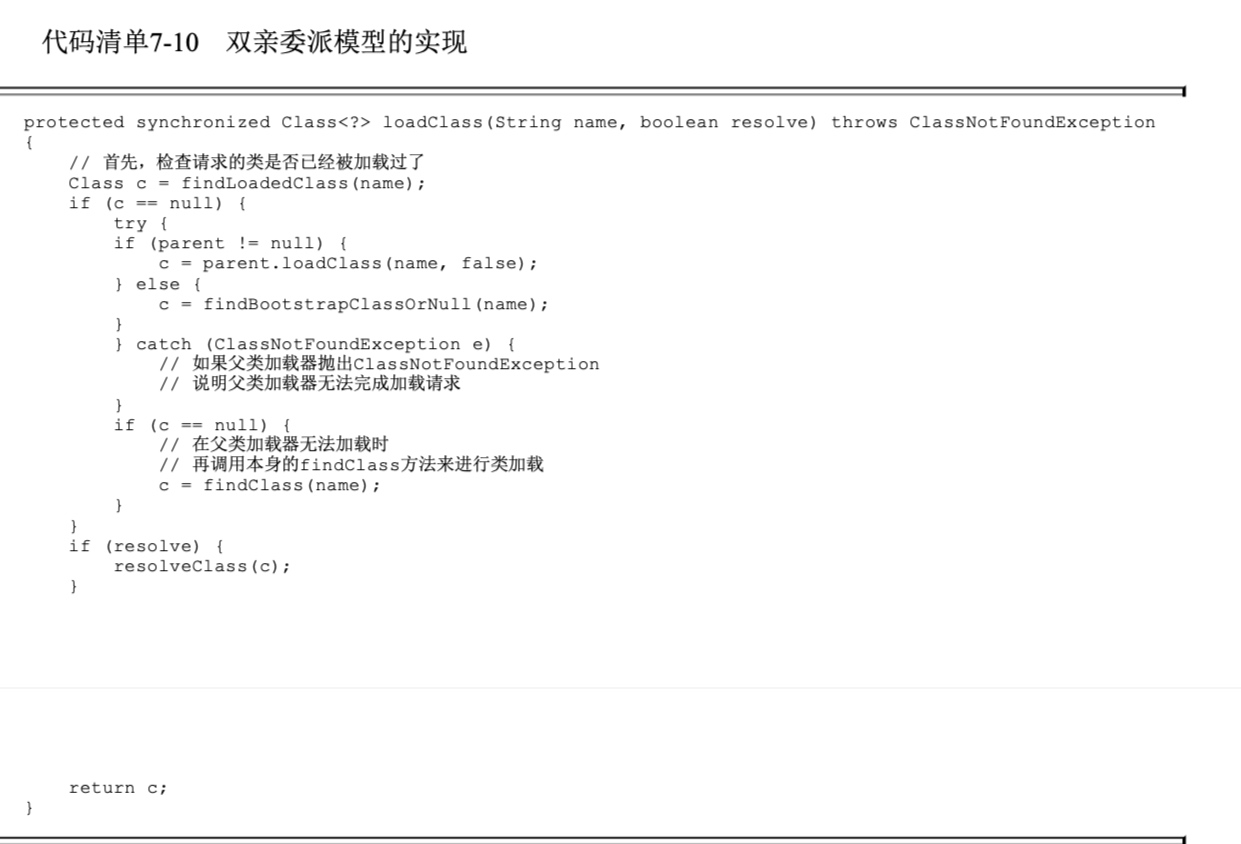 代码清单7-10 双亲委派模型的实现
protected synchronized Class<?> loadClass(String name, boolean resolve) throws ClassNotFoundException
{
    // 首先，检查请求的类是否已经被加载过了
    Class c = findLoadedClass(name);
    if (c == null) {
        try {
        if (parent != null) {
            c = parent.loadClass(name, false);
        } else {
            c = findBootstrapClassOrNull(name);
        }
        } catch (ClassNotFoundException e) {
            // 如果父类加载器抛出ClassNotFoundException
            // 说明父类加载器无法完成加载请求
        }
        if (c == null) {
            // 在父类加载器无法加载时
            // 再调用本身的findClass方法来进行类加载
            c = findClass(name);
        }
    }
    if (resolve) {
        resolveClass(c);
    }
    return c;
}